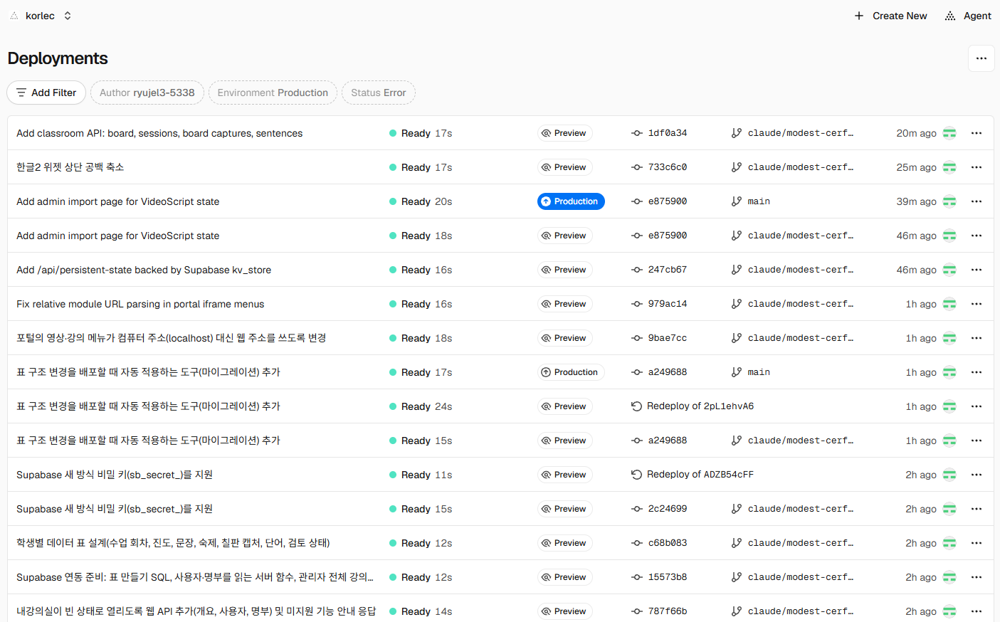 korlec
Create New
Agent
Deployments
Add Filter
Author ryujel3-5338
Environment Production
Status Error
Add classroom API: board, sessions, board captures, sentences Ready 17s Preview 1df0a34 claude/modest-cerf… 20m ago
한글2 위젯 상단 공백 축소 Ready 17s Preview 733c6c0 claude/modest-cerf… 25m ago
Add admin import page for VideoScript state Ready 20s Production e875900 main 39m ago
Add admin import page for VideoScript state Ready 18s Preview e875900 claude/modest-cerf… 46m ago
Add /api/persistent-state backed by Supabase kv_store Ready 16s Preview 247cb67 claude/modest-cerf… 46m ago
Fix relative module URL parsing in portal iframe menus Ready 16s Preview 979ac14 claude/modest-cerf… 1h ago
포털의 영상·강의 메뉴가 컴퓨터 주소(localhost) 대신 웹 주소를 쓰도록 변경 Ready 18s Preview 9bae7cc claude/modest-cerf… 1h ago
표 구조 변경을 배포할 때 자동 적용하는 도구(마이그레이션) 추가 Ready 17s Production a249688 main 1h ago
표 구조 변경을 배포할 때 자동 적용하는 도구(마이그레이션) 추가 Ready 24s Preview Redeploy of 2pL1ehvA6 1h ago
표 구조 변경을 배포할 때 자동 적용하는 도구(마이그레이션) 추가 Ready 15s Preview a249688 claude/modest-cerf… 1h ago
Supabase 새 방식 비밀 키(sb_secret_)를 지원 Ready 11s Preview Redeploy of ADZB54cFF 2h ago
Supabase 새 방식 비밀 키(sb_secret_)를 지원 Ready 15s Preview 2c24699 claude/modest-cerf… 2h ago
학생별 데이터 표 설계(수업 회차, 진도, 문장, 숙제, 칠판 캡처, 단어, 검토 상태) Ready 12s Preview c68b083 claude/modest-cerf… 2h ago
Supabase 연동 준비: 표 만들기 SQL, 사용자·명부를 읽는 서버 함수, 관리자 전체 강의… Ready 12s Preview 15573b8 claude/modest-cerf… 2h ago
내강의실이 빈 상태로 열리도록 웹 API 추가(개요, 사용자, 명부) 및 미지원 기능 안내 응답 Ready 14s Preview 787f66b claude/modest-cerf… 2h ago